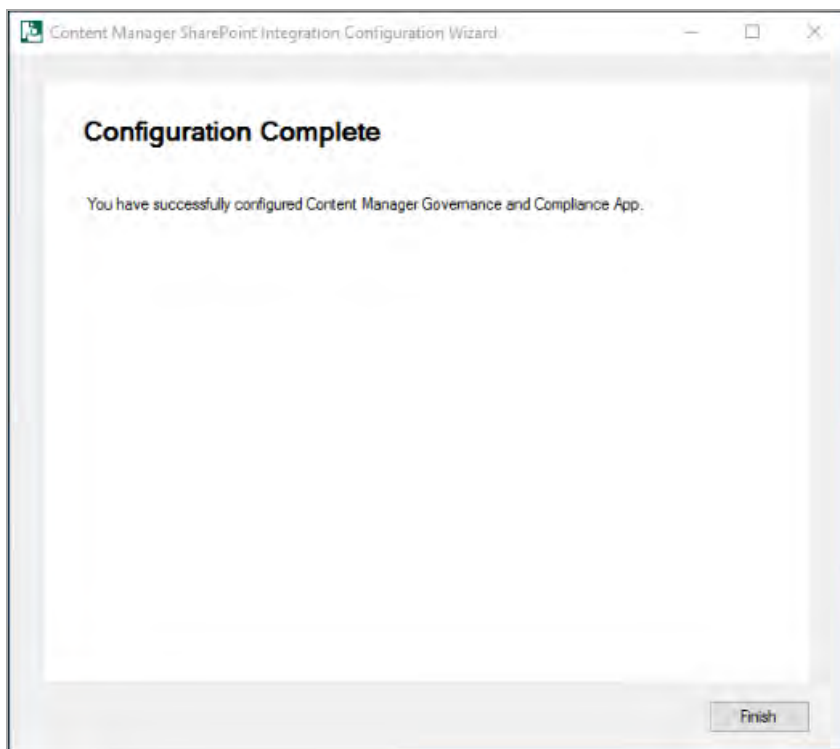 Content Manager SharePoint Integration Configuration Wizard
Configuration Complete
You have successfully configured Content Manager Governance and Compliance App.
Finish